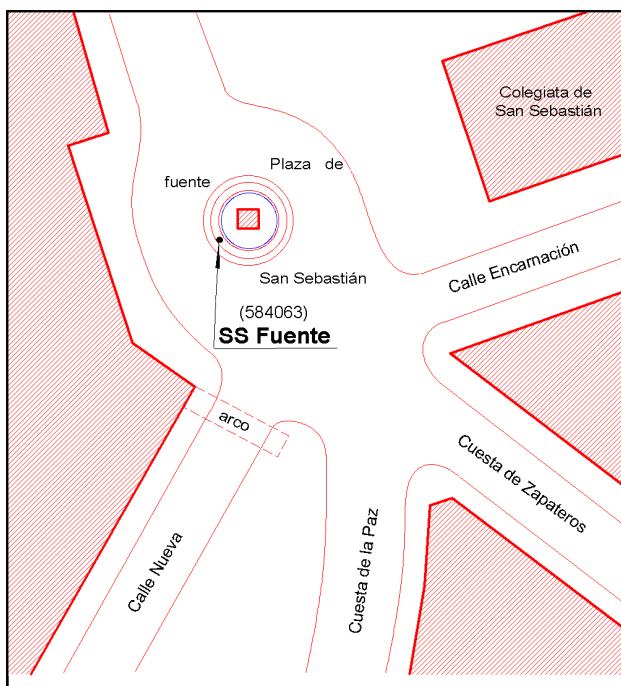 Colegiata de
San Sebastián
Plaza de
fuente
San Sebastián
Calle Encarnación
(584063)
SS Fuente
arco
Cuesta de Zapateros
Cuesta de la Paz
Calle Nueva